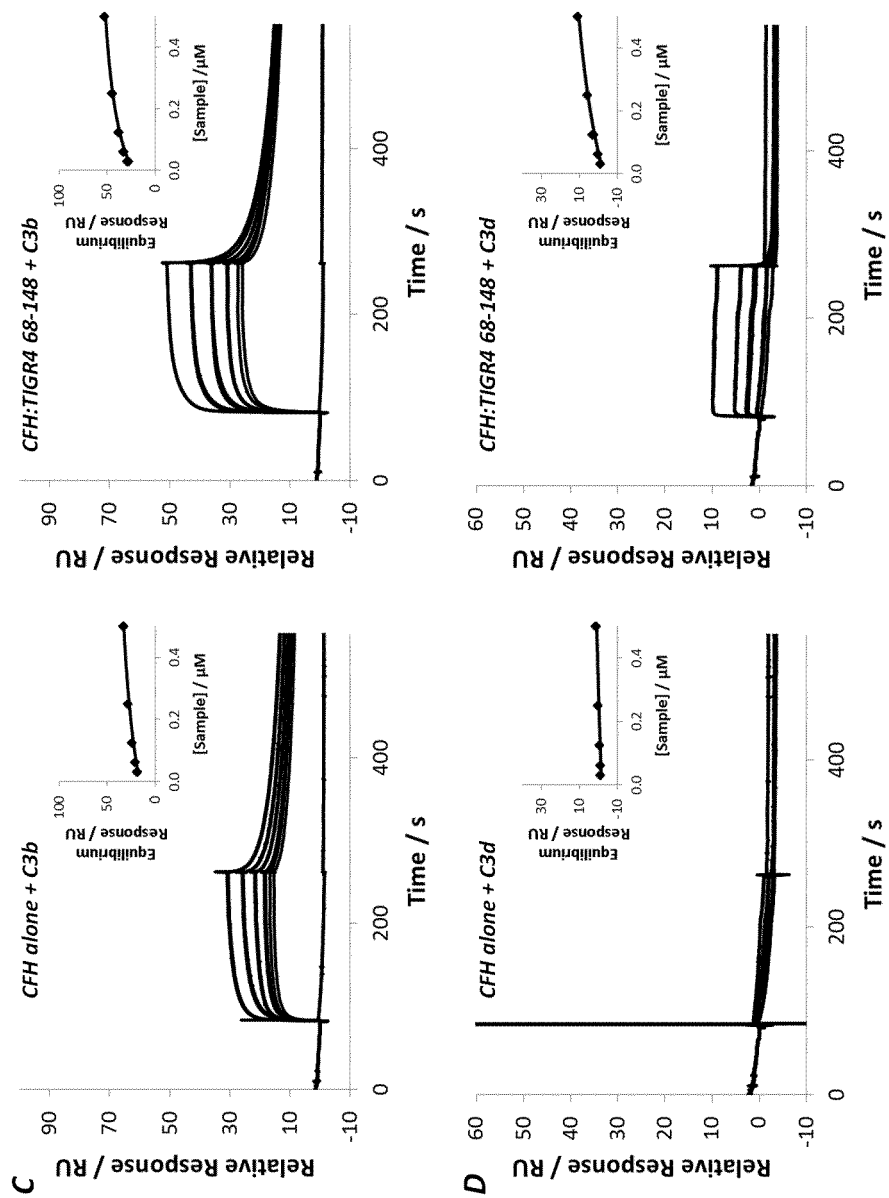 C
CFH alone + C3b
Relative Response / RU
90
70
50
30
10
-10
0
200
400
Time / s
Equilibrium
Response / RU
100
50
0
0.0
0.2
0.4
[Sample] / µM
CFH:TIGR4 68-148 + C3b
Relative Response / RU
90
70
50
30
10
-10
0
200
400
Time / s
Equilibrium
Response / RU
100
50
0
0.0
0.2
0.4
[Sample] / µM
D
CFH alone + C3d
Relative Response / RU
60
50
40
30
20
10
0
-10
0
200
400
Time / s
Equilibrium
Response / RU
30
10
-10
0.0
0.2
0.4
[Sample] / µM
CFH:TIGR4 68-148 + C3d
Relative Response / RU
60
50
40
30
20
10
0
-10
0
200
400
Time / s
Equilibrium
Response / RU
30
10
-10
0.0
0.2
0.4
[Sample] / µM